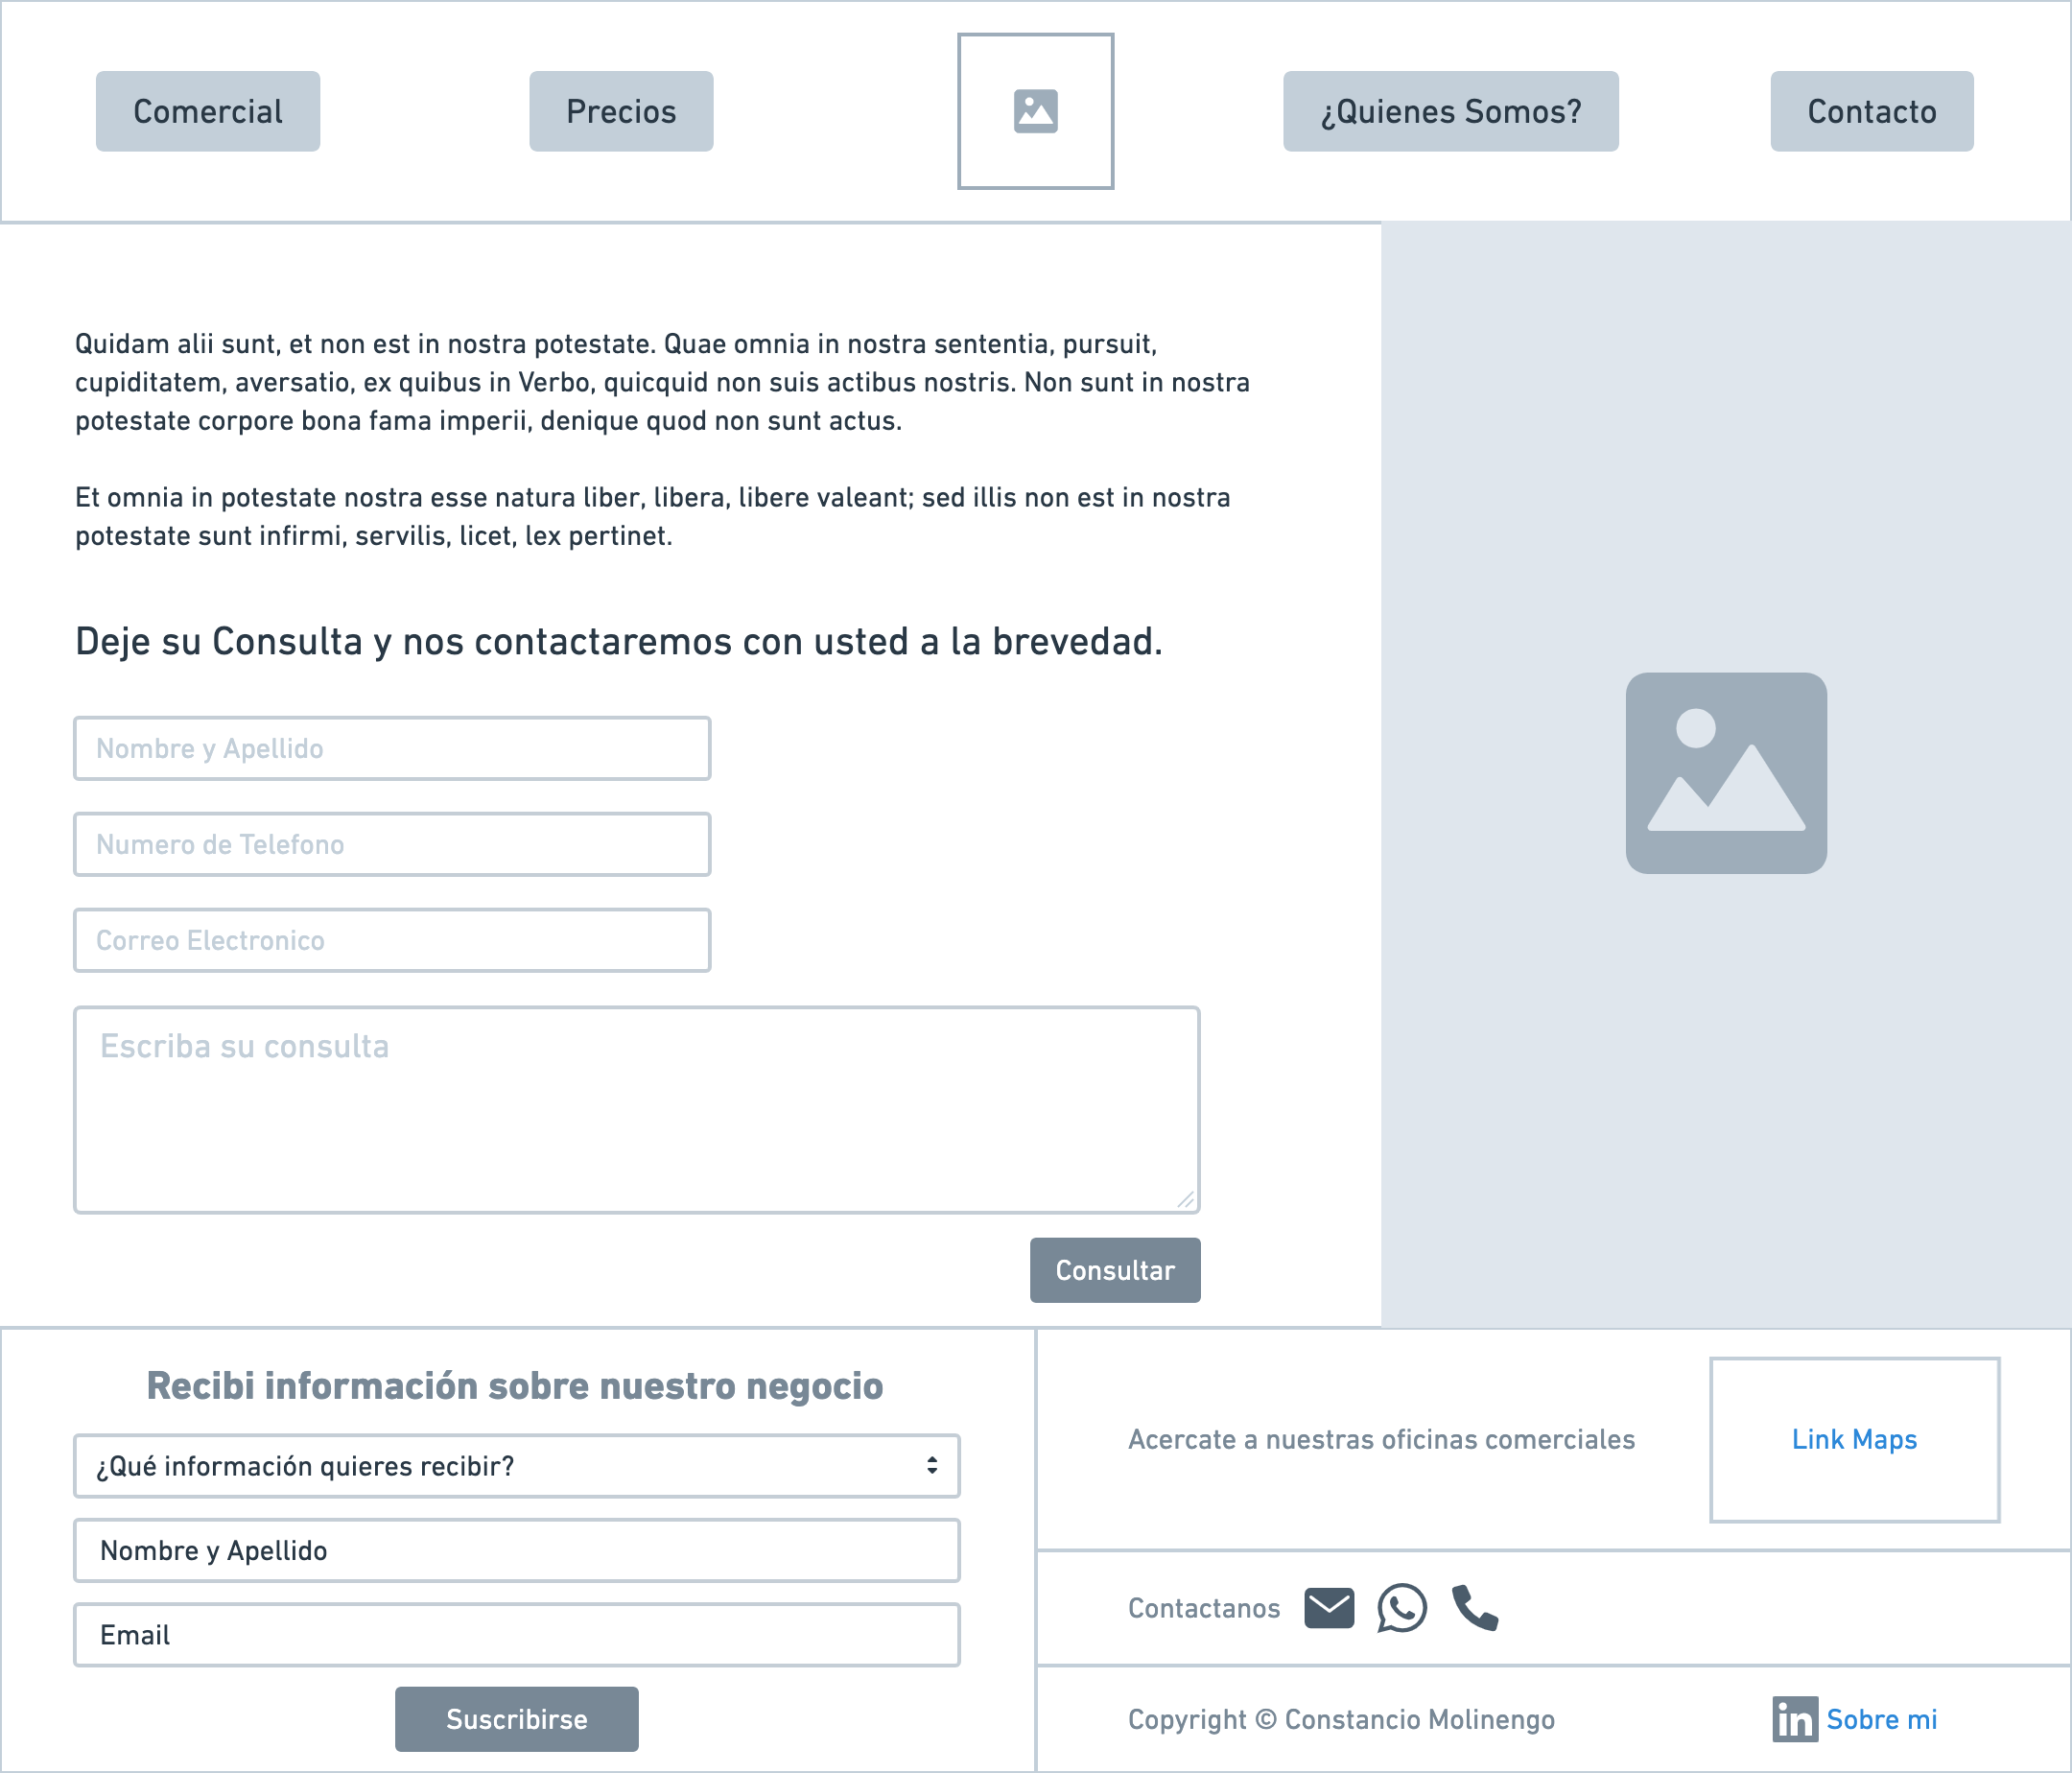 Comercial
Precios
¿Quienes Somos?
Contacto
Quidam alii sunt, et non est in nostra potestate. Quae omnia in nostra sententia, pursuit,
cupiditatem, aversatio, ex quibus in Verbo, quicquid non suis actibus nostris. Non sunt in nostra
potestate corpore bona fama imperii, denique quod non sunt actus.
Et omnia in potestate nostra esse natura liber, libera, libere valeant; sed illis non est in nostra
potestate sunt infirmi, servilis, licet, lex pertinet.
Deje su Consulta y nos contactaremos con usted a la brevedad.
Nombre y Apellido
Numero de Telefono
Correo Electronico
Escriba su consulta
Consultar
Recibi información sobre nuestro negocio
¿Qué información quieres recibir?
Nombre y Apellido
Email
Suscribirse
Acercate a nuestras oficinas comerciales
Link Maps
Contactanos
Copyright © Constancio Molinengo
in Sobre mi